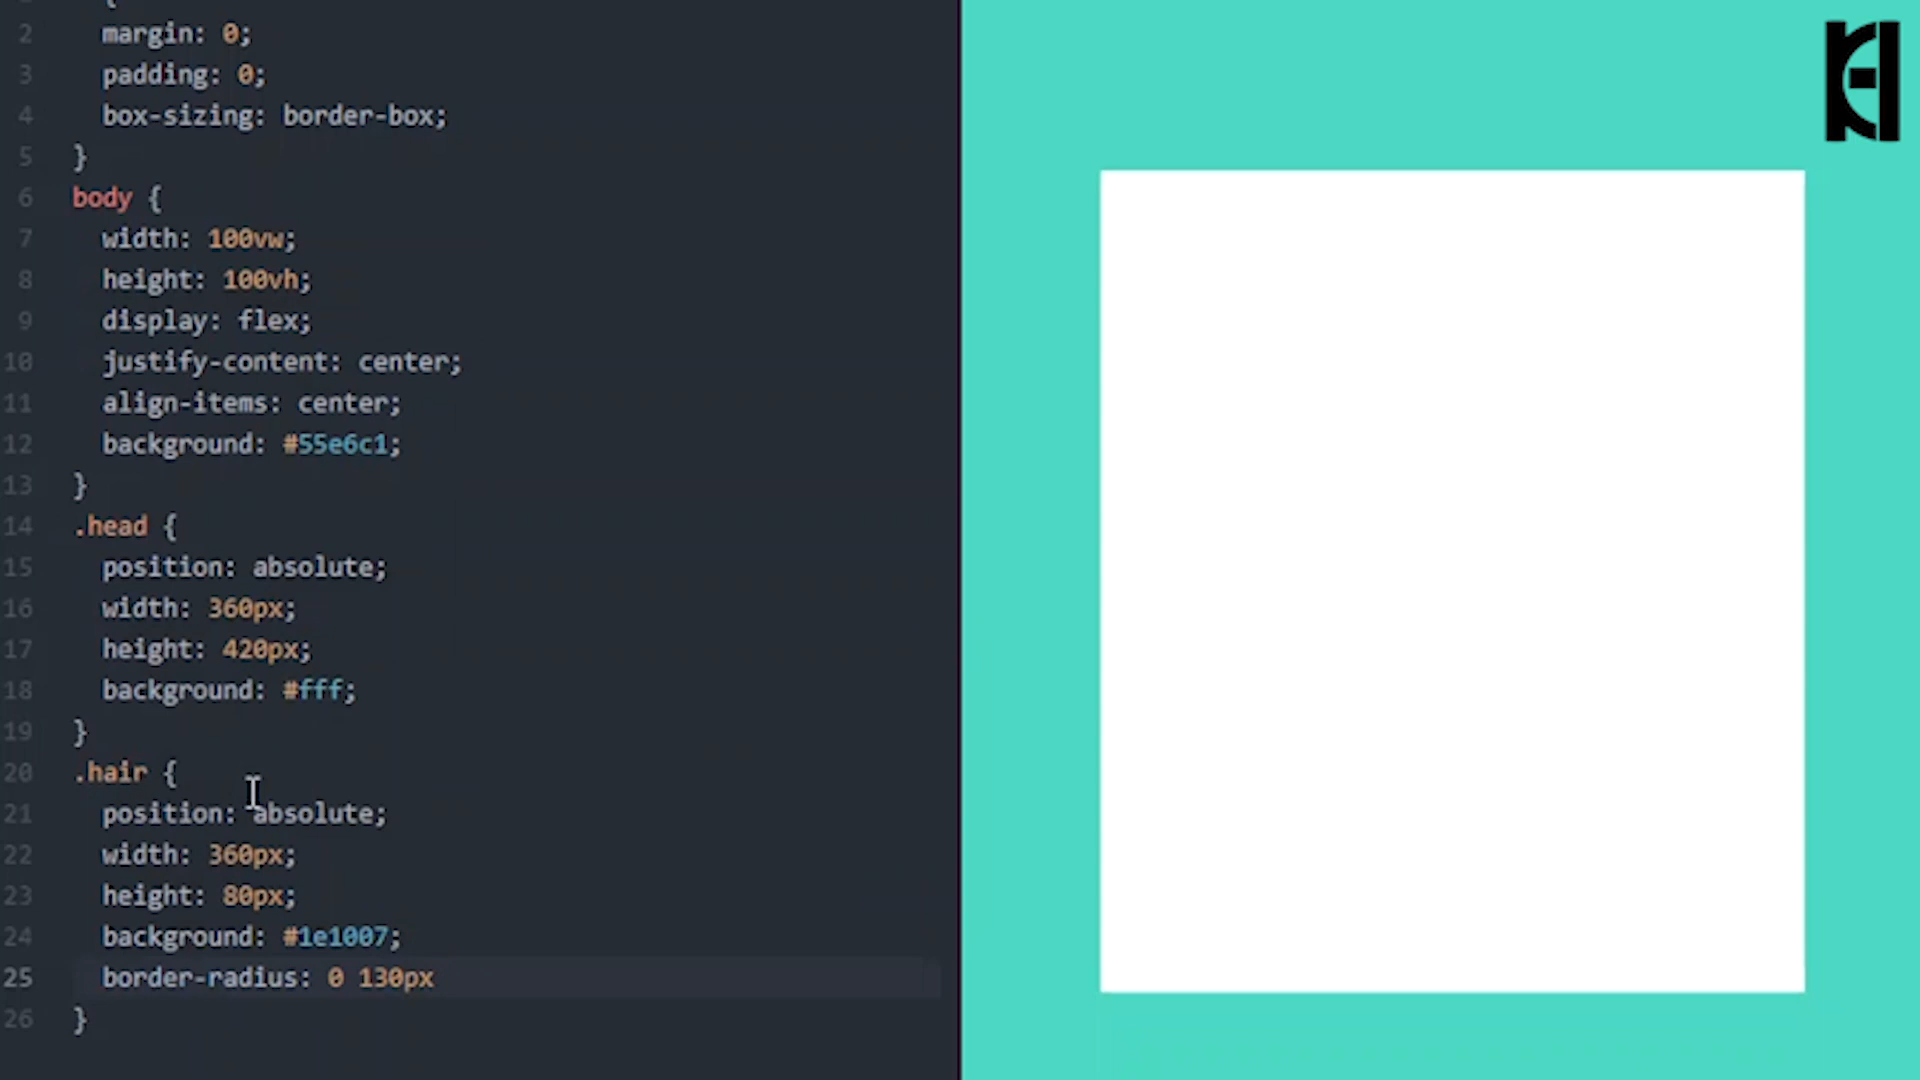 1 {
2 margin: 0;
3 padding: 0;
4 box-sizing: border-box;
5 }
6 body {
7 width: 100vw;
8 height: 100vh;
9 display: flex;
10 justify-content: center;
11 align-items: center;
12 background: #55e6c1;
13 }
14 .head {
15 position: absolute;
16 width: 360px;
17 height: 420px;
18 background: #fff;
19 }
20 .hair {
21 position: absolute;
22 width: 360px;
23 height: 80px;
24 background: #1e1007;
25 border-radius: 0 130px
26 }